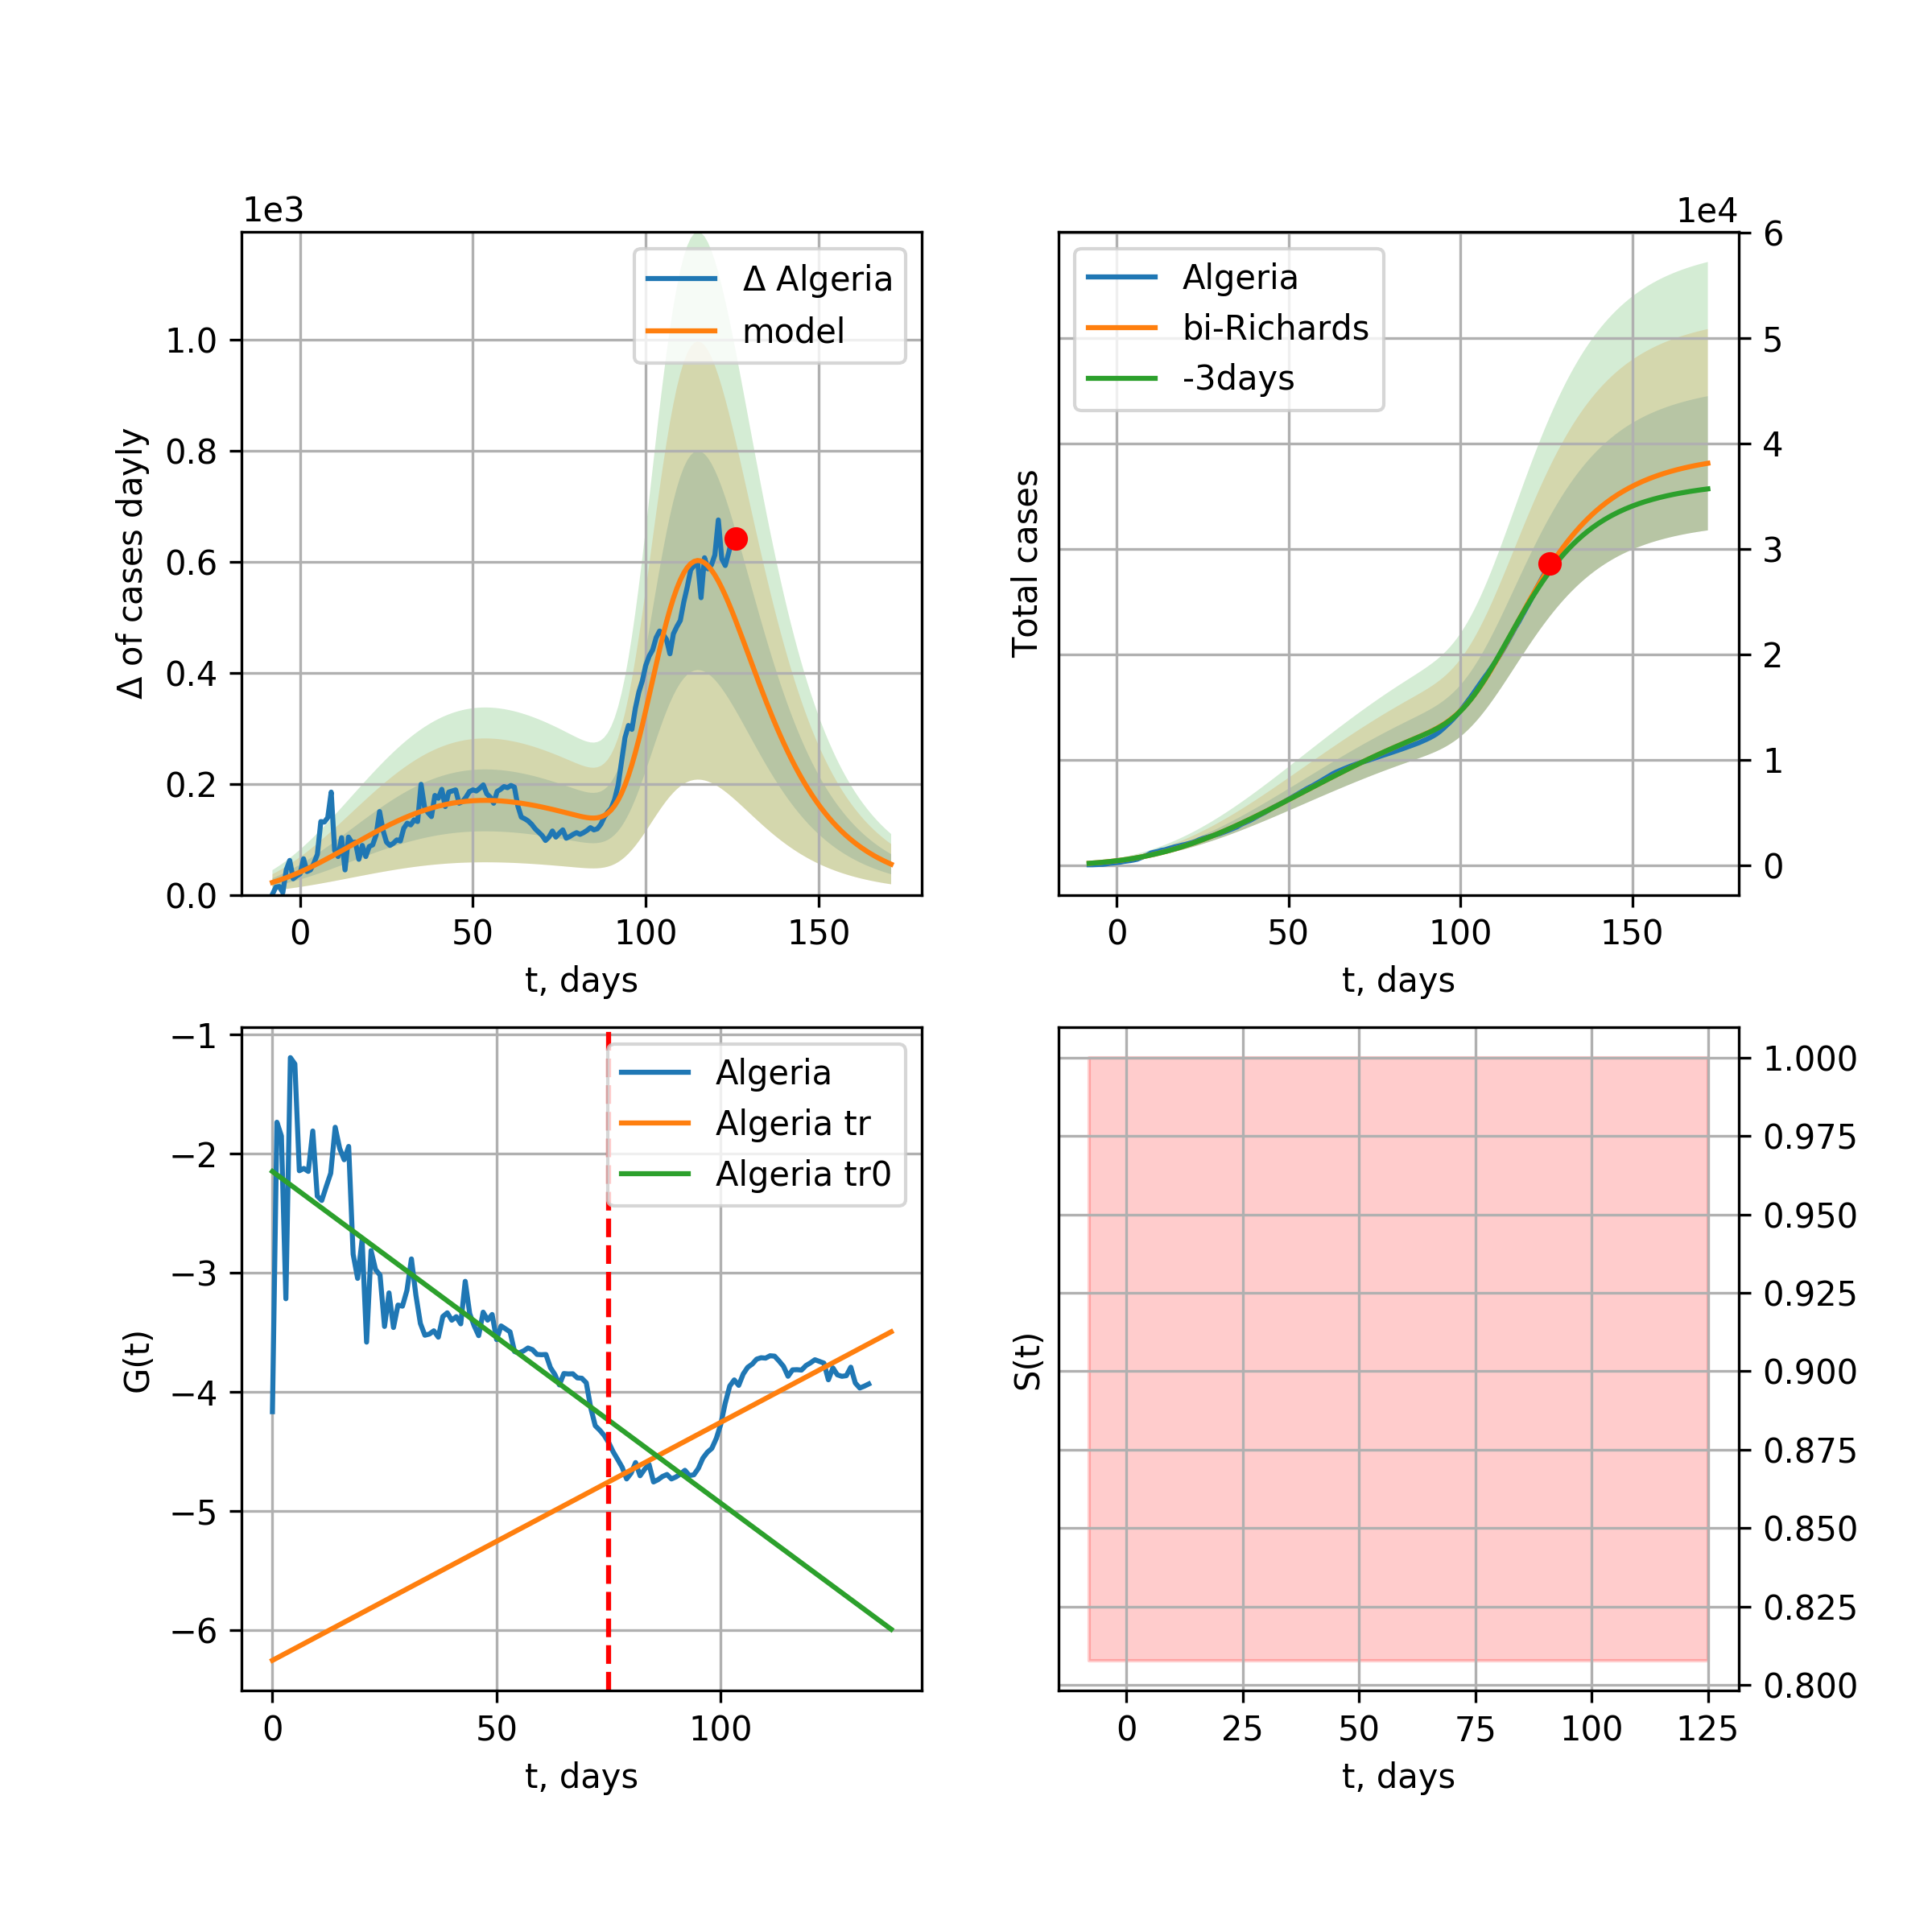 1e3
Δ of cases dayly
1.0
0.8
0.6
0.4
0.2
0.0
0 50 100 150
t, days
Δ Algeria
model
1e4
Total cases
6
5
4
3
2
1
0
0 50 100 150
t, days
Algeria
bi-Richards
-3days
G(t)
−1
−2
−3
−4
−5
−6
0 50 100
t, days
Algeria
Algeria tr
Algeria tr0
S(t)
1.000
0.975
0.950
0.925
0.900
0.875
0.850
0.825
0.800
0 25 50 75 100 125
t, days